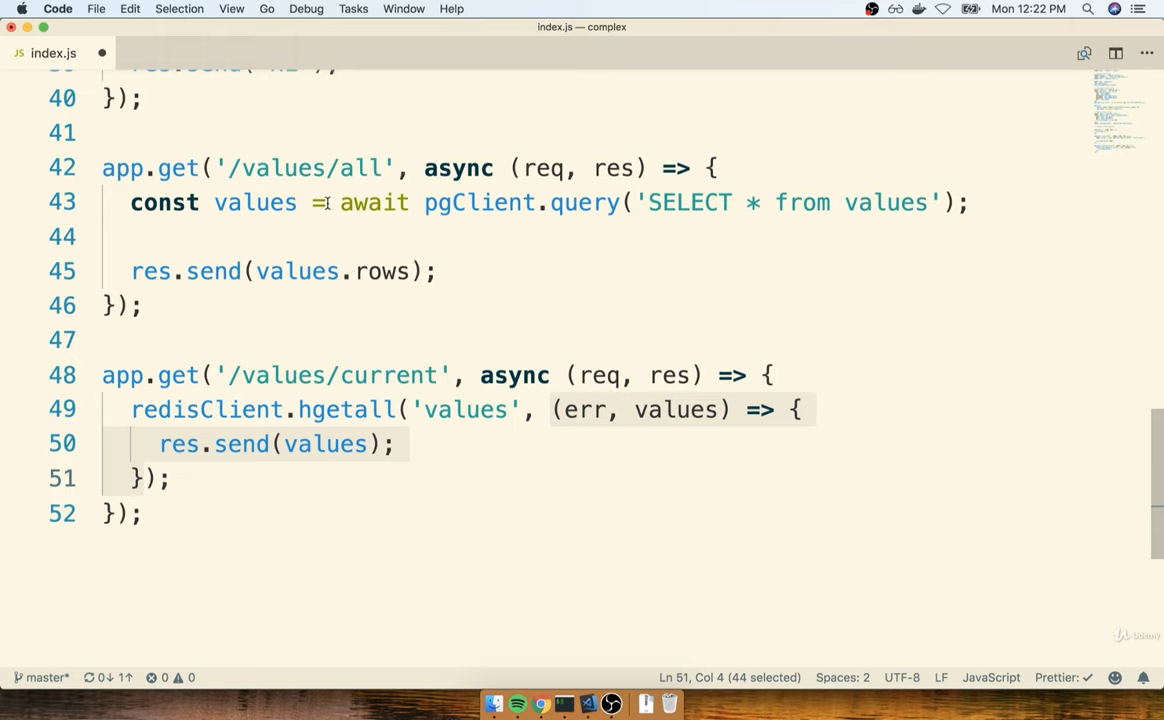 Code File Edit Selection View Go Debug Tasks Window Help Mon 12:22 PM
index.js — complex
JS index.js
40 });
41
42 app.get('/values/all', async (req, res) => {
43 const values = await pgClient.query('SELECT * from values');
44
45 res.send(values.rows);
46 });
47
48 app.get('/values/current', async (req, res) => {
49 redisClient.hgetall('values', (err, values) => {
50 res.send(values);
51 });
52 });
Udemy
master* 0↓ 1↑ 0 0 Ln 51, Col 4 (44 selected) Spaces: 2 UTF-8 LF JavaScript Prettier: ✓